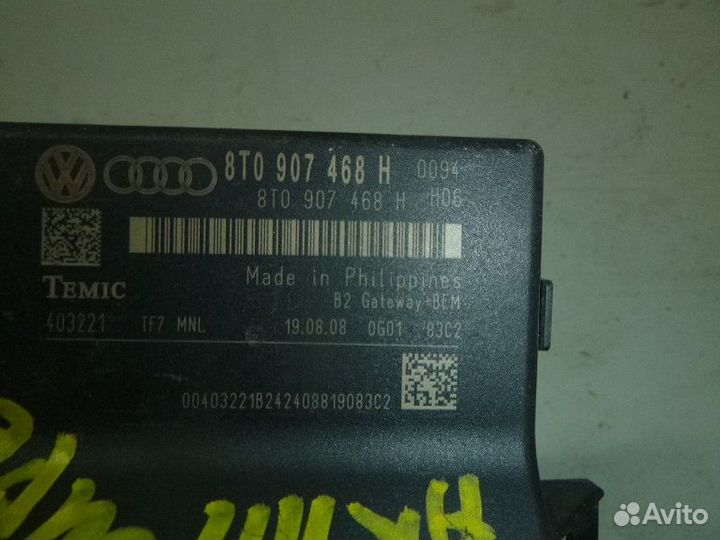 8T0 907 468 H 0094
8T0 907 468 H H06
TEMIC
Made in Philippines
B2 Gateway+BEM
403221 TF7 MNL 19.08.08 0G01 83C2
00403221B242408819083C2
Avito